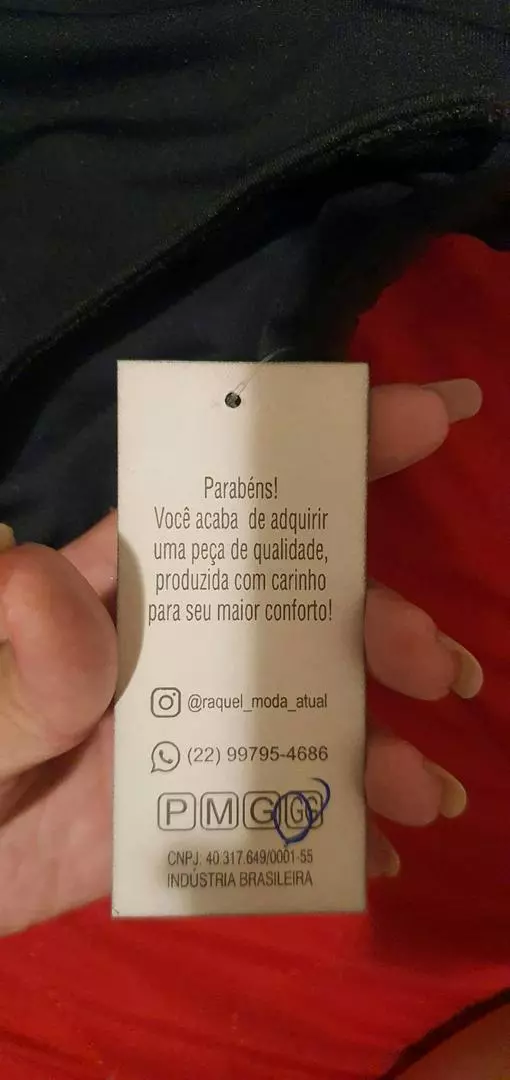 Parabéns!
Você acaba de adquirir
uma peça de qualidade,
produzida com carinho
para seu maior conforto!
@raquel_moda_atual
(22) 99795-4686
P M G GG
CNPJ: 40.317.649/0001-55
INDÚSTRIA BRASILEIRA